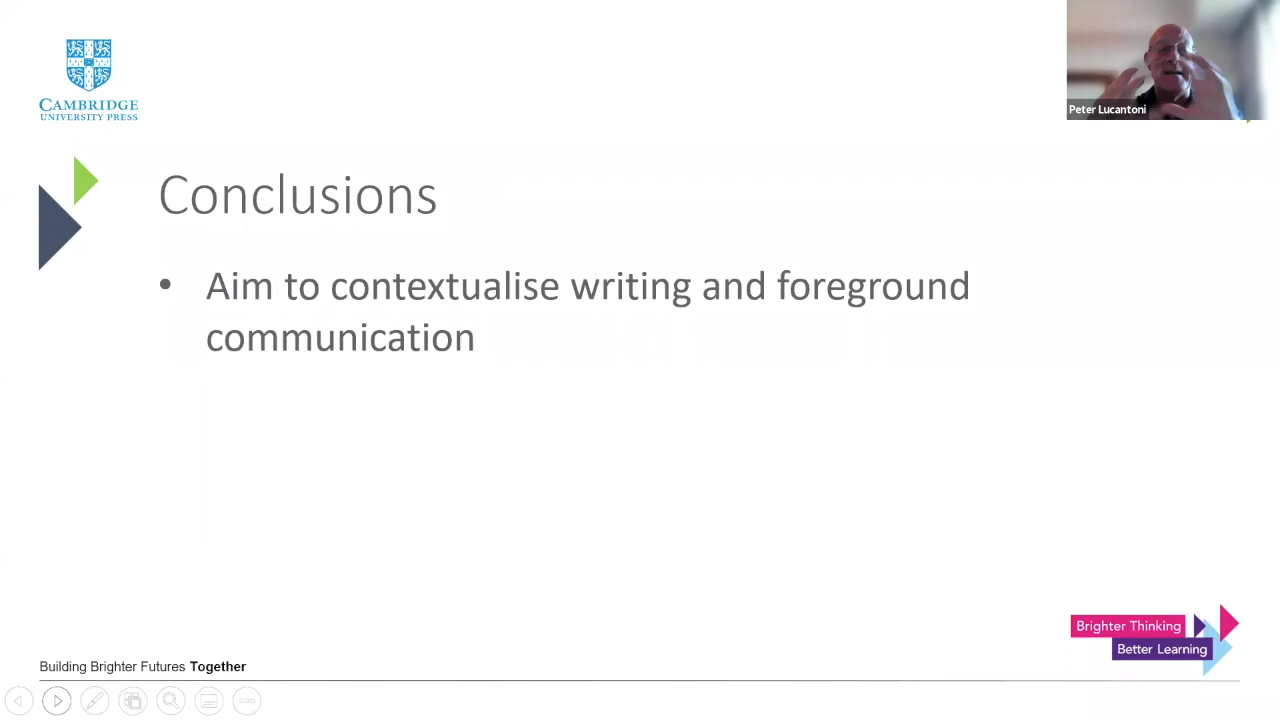 CAMBRIDGE
UNIVERSITY PRESS
Peter Lucantoni
Conclusions
• Aim to contextualise writing and foreground
communication
Brighter Thinking
Better Learning
Building Brighter Futures Together